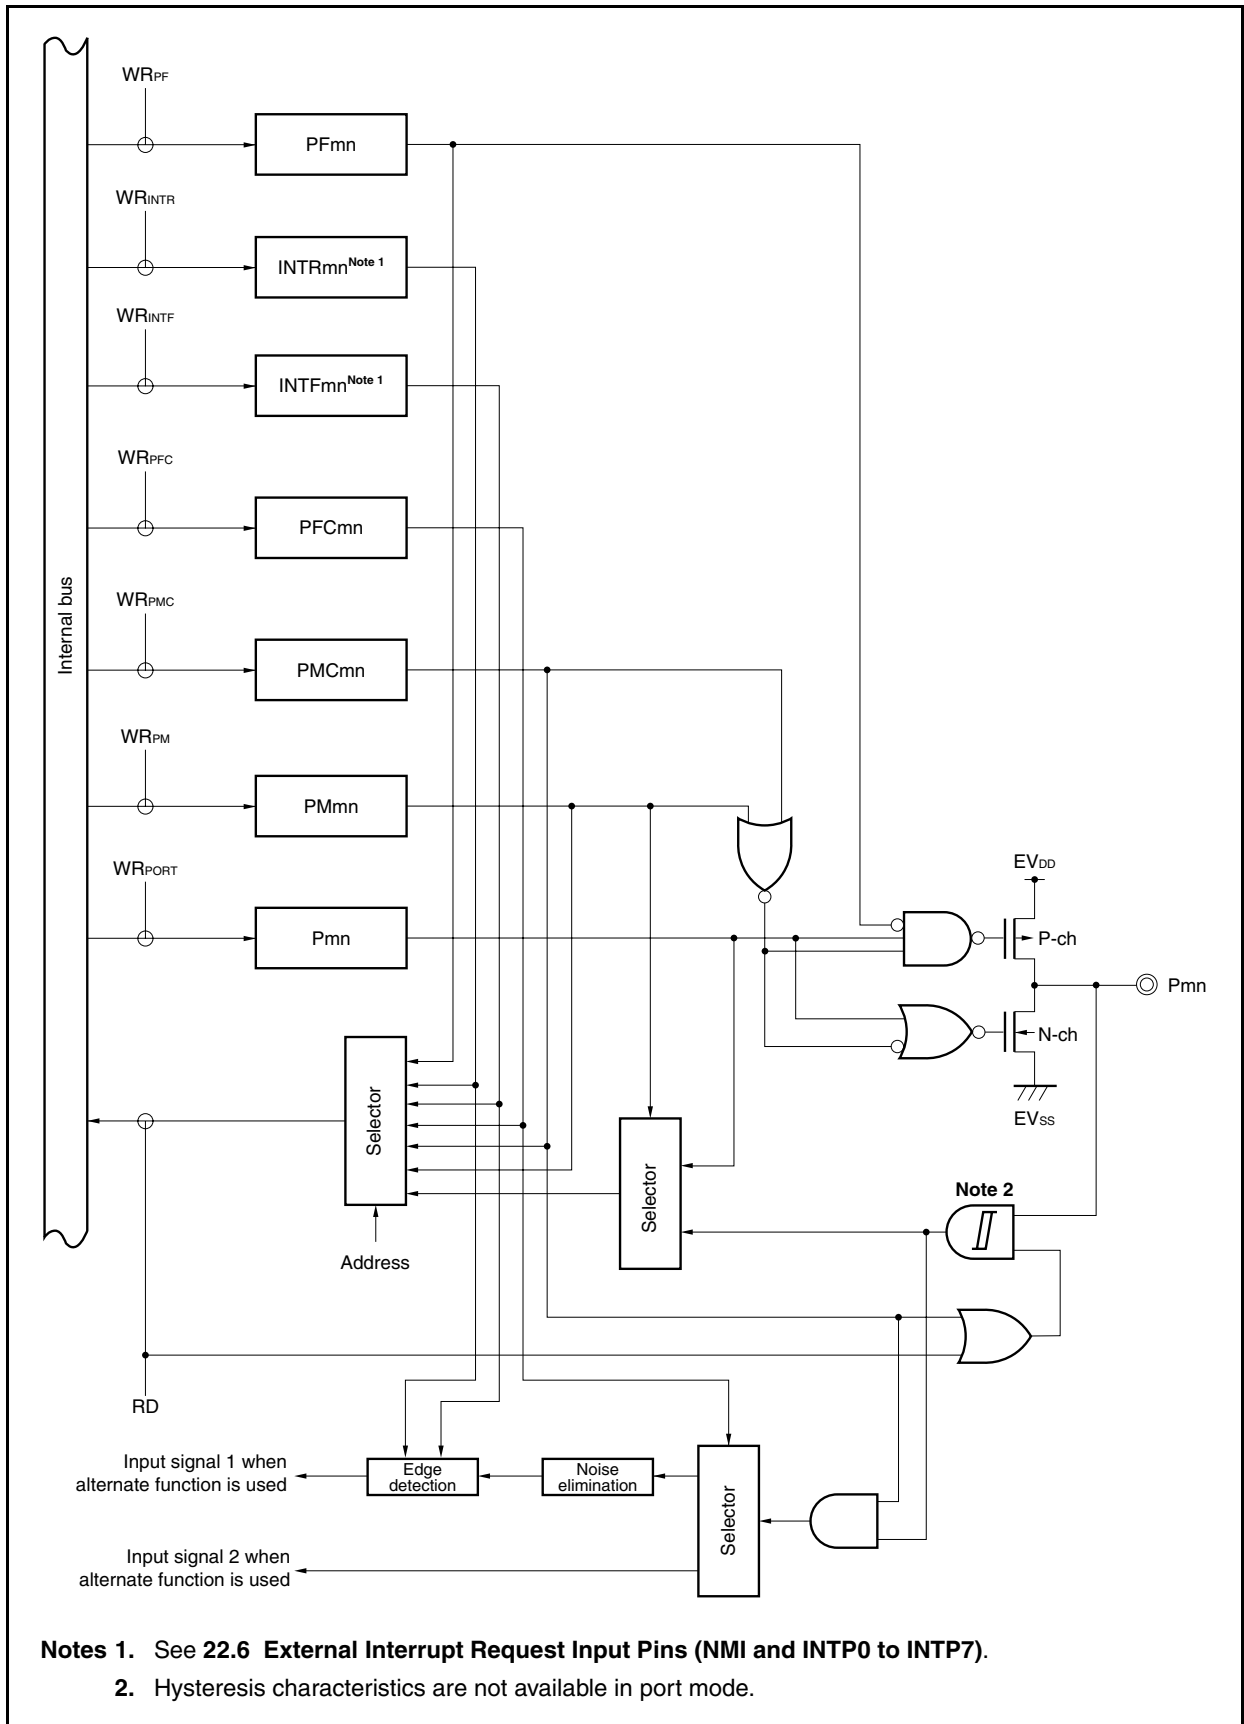 WRPF
PFmn
WRINTR
INTRmnNote 1
WRINTF
INTFmnNote 1
WRPFC
PFCmn
Internal bus
WRPMC
PMCmn
WRPM
PMmn
WRPORT
Pmn
EVDD
P-ch
Pmn
N-ch
EVSS
Selector
Selector
Note 2
Address
RD
Input signal 1 when
alternate function is used
Edge
detection
Noise
elimination
Selector
Input signal 2 when
alternate function is used
Notes 1. See 22.6 External Interrupt Request Input Pins (NMI and INTP0 to INTP7).
2. Hysteresis characteristics are not available in port mode.